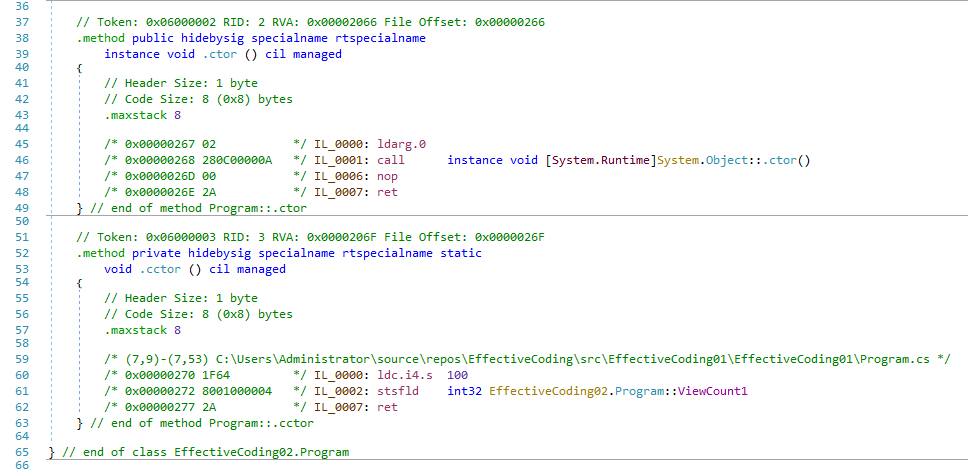 36
37 // Token: 0x06000002 RID: 2 RVA: 0x00002066 File Offset: 0x00000266
38 .method public hidebysig specialname rtspecialname
39 instance void .ctor () cil managed
40 {
41 // Header Size: 1 byte
42 // Code Size: 8 (0x8) bytes
43 .maxstack 8
44
45 /* 0x00000267 02 */ IL_0000: ldarg.0
46 /* 0x00000268 280C00000A */ IL_0001: call instance void [System.Runtime]System.Object::.ctor()
47 /* 0x0000026D 00 */ IL_0006: nop
48 /* 0x0000026E 2A */ IL_0007: ret
49 } // end of method Program::.ctor
50
51 // Token: 0x06000003 RID: 3 RVA: 0x0000206F File Offset: 0x0000026F
52 .method private hidebysig specialname rtspecialname static
53 void .cctor () cil managed
54 {
55 // Header Size: 1 byte
56 // Code Size: 8 (0x8) bytes
57 .maxstack 8
58
59 /* (7,9)-(7,53) C:\Users\Administrator\source\repos\EffectiveCoding\src\EffectiveCoding01\EffectiveCoding01\Program.cs */
60 /* 0x00000270 1F64 */ IL_0000: ldc.i4.s 100
61 /* 0x00000272 8001000004 */ IL_0002: stsfld int32 EffectiveCoding02.Program::ViewCount1
62 /* 0x00000277 2A */ IL_0007: ret
63 } // end of method Program::.cctor
64
65 } // end of class EffectiveCoding02.Program
66